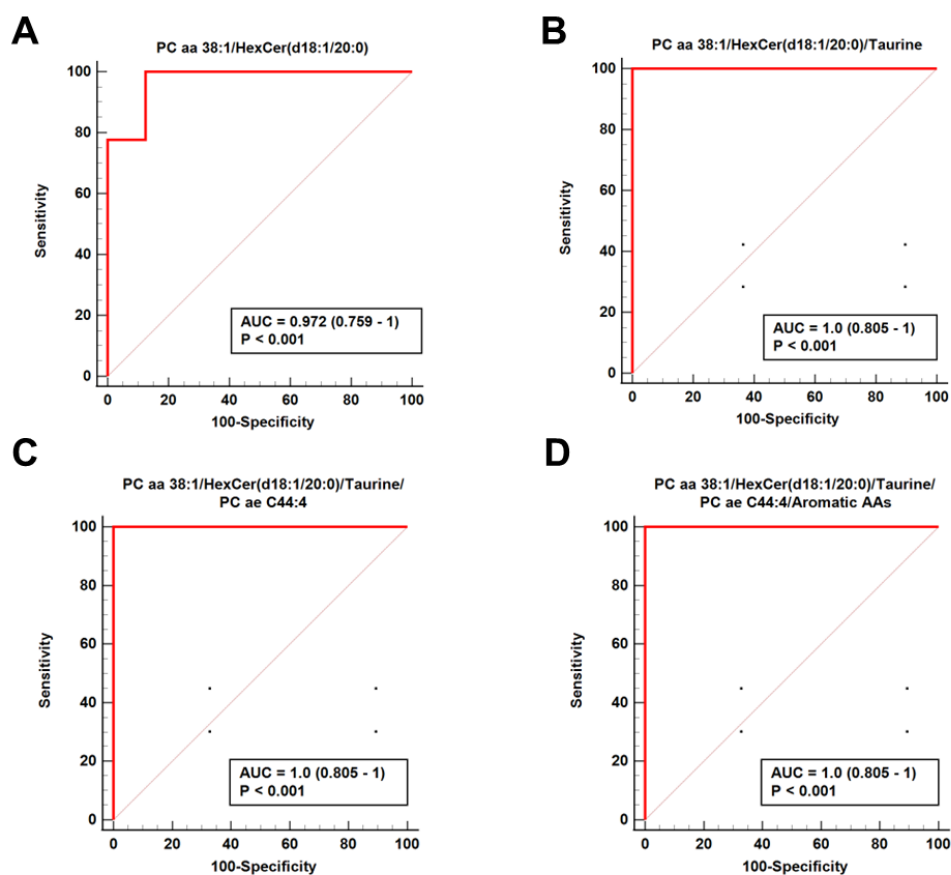 A
PC aa 38:1/HexCer(d18:1/20:0)
100
80
60
40
20
0
Sensitivity
AUC = 0.972 (0.759 - 1)
P < 0.001
0 20 40 60 80 100
100-Specificity
B
PC aa 38:1/HexCer(d18:1/20:0)/Taurine
100
80
60
40
20
0
Sensitivity
AUC = 1.0 (0.805 - 1)
P < 0.001
0 20 40 60 80 100
100-Specificity
C
PC aa 38:1/HexCer(d18:1/20:0)/Taurine/
PC ae C44:4
100
80
60
40
20
0
Sensitivity
AUC = 1.0 (0.805 - 1)
P < 0.001
0 20 40 60 80 100
100-Specificity
D
PC aa 38:1/HexCer(d18:1/20:0)/Taurine/
PC ae C44:4/Aromatic AAs
100
80
60
40
20
0
Sensitivity
AUC = 1.0 (0.805 - 1)
P < 0.001
0 20 40 60 80 100
100-Specificity